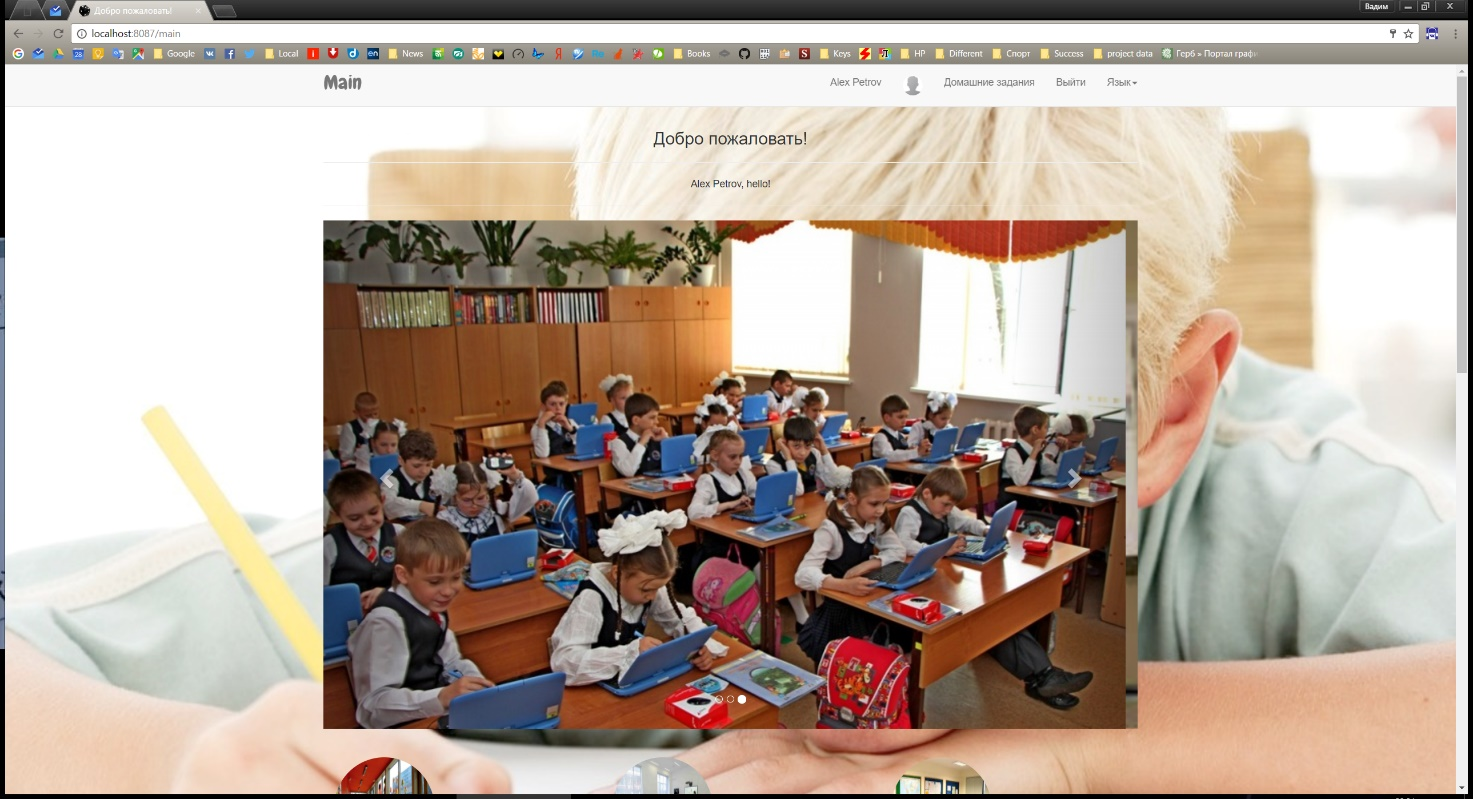 Добро пожаловать!
Вадим
localhost:8087/main
Google
Local
News
Books
Keys
HP
Different
Спорт
Success
project data
Герб » Портал графи
Main
Alex Petrov
Домашние задания
Выйти
Язык
Добро пожаловать!
Alex Petrov, hello!